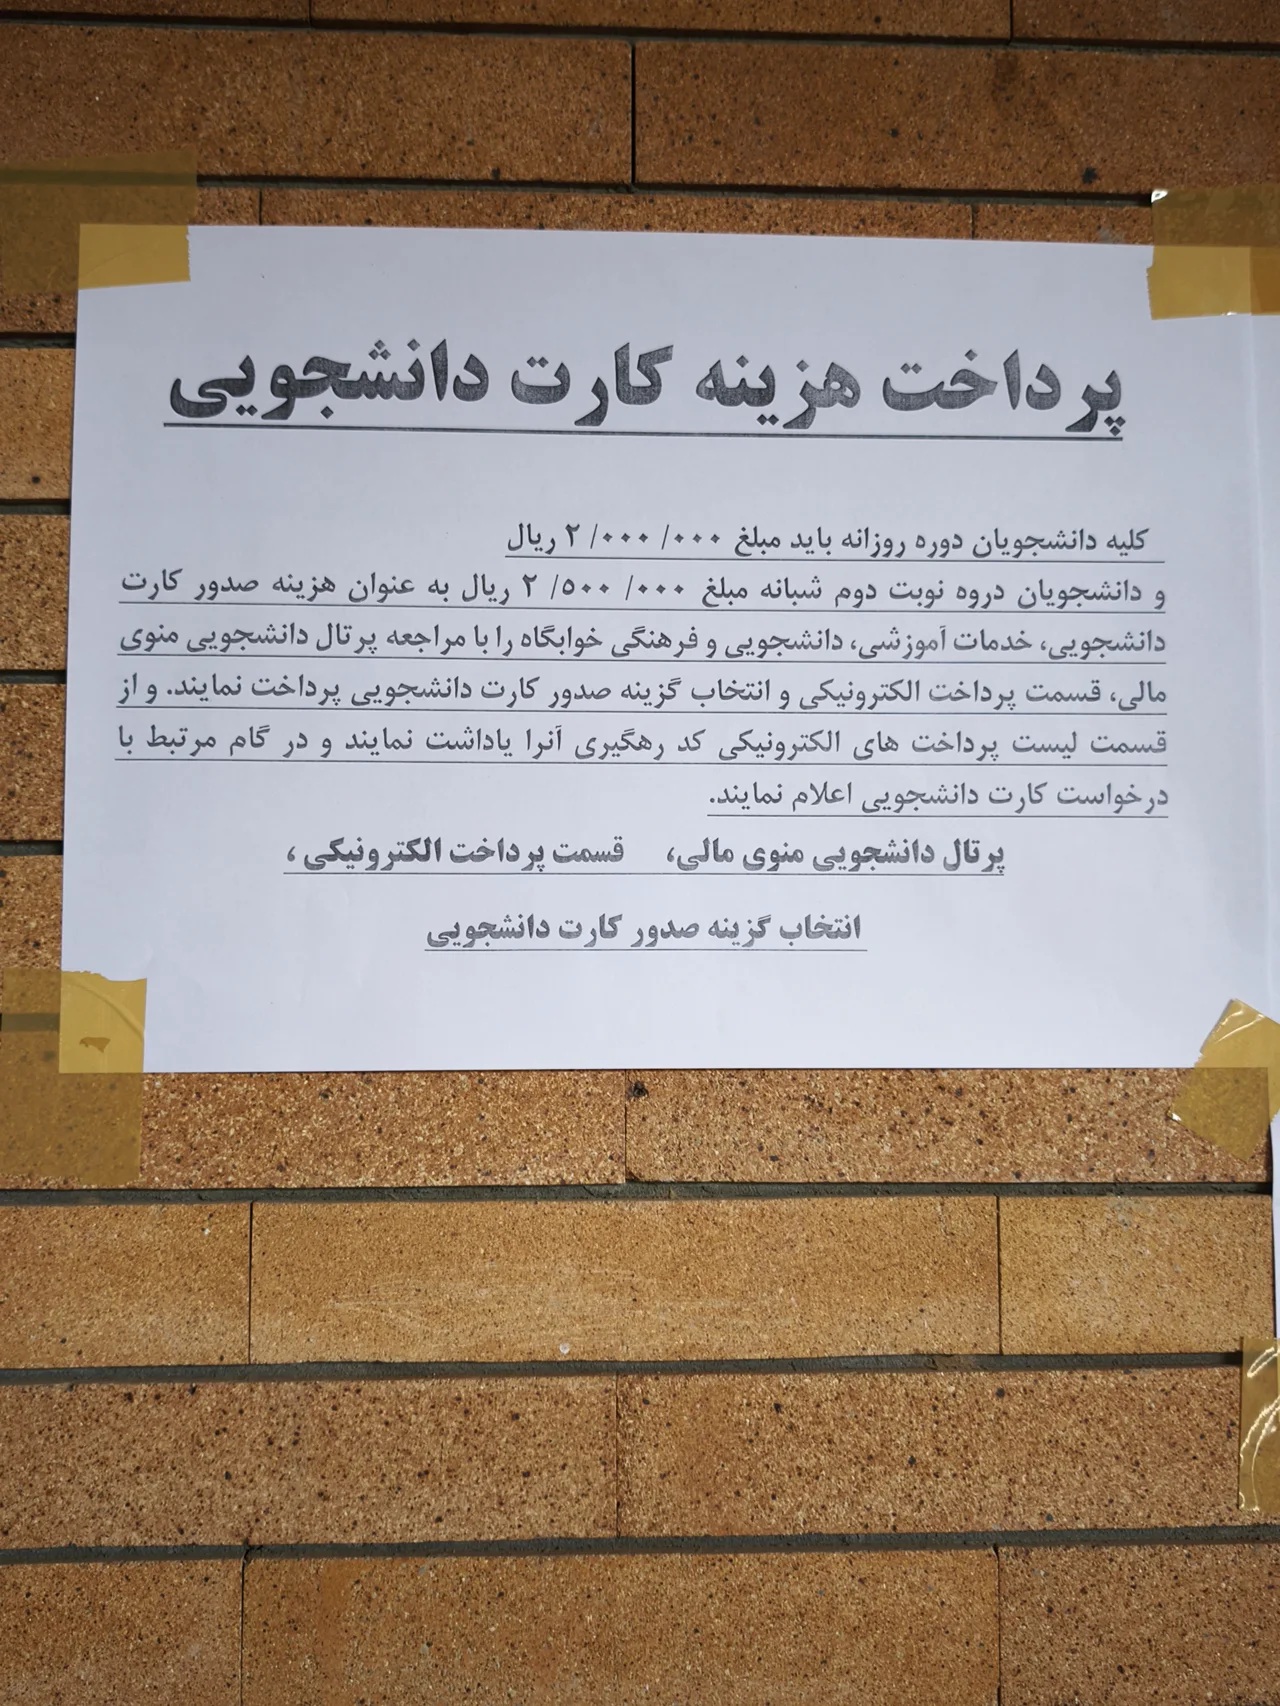 پرداخت هزینه کارت دانشجویی
کلیه دانشجویان دوره روزانه باید مبلغ ۲/۰۰۰/۰۰۰ ریال
و دانشجویان دروه نوبت دوم شبانه مبلغ ۲/۵۰۰/۰۰۰ ریال به عنوان هزینه صدور کارت
دانشجویی، خدمات آموزشی، دانشجویی و فرهنگی خوابگاه را با مراجعه پرتال دانشجویی منوی
مالی، قسمت پرداخت الکترونیکی و انتخاب گزینه صدور کارت دانشجویی پرداخت نمایند. و از
قسمت لیست پرداخت های الکترونیکی کد رهگیری آنرا یاداشت نمایند و در گام مرتبط با
درخواست کارت دانشجویی اعلام نمایند.
پرتال دانشجویی منوی مالی، قسمت پرداخت الکترونیکی ،
انتخاب گزینه صدور کارت دانشجویی